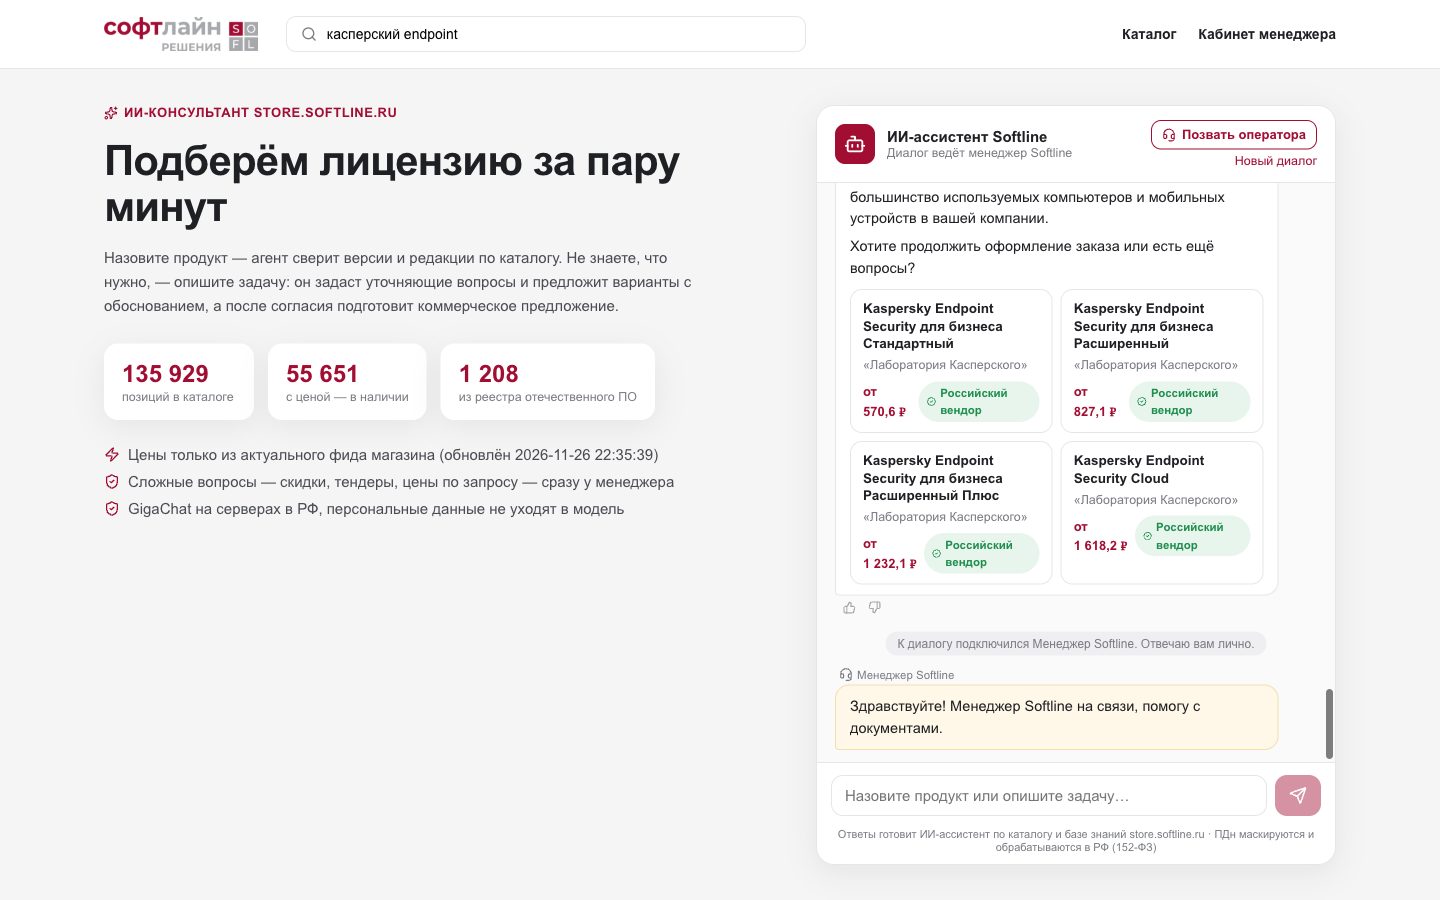 софтлайн
РЕШЕНИЯ
SO
FL
касперский endpoint
Каталог
Кабинет менеджера
ИИ-КОНСУЛЬТАНТ STORE.SOFTLINE.RU
Подберём лицензию за пару
минут
Назовите продукт — агент сверит версии и редакции по каталогу. Не знаете, что
нужно, — опишите задачу: он задаст уточняющие вопросы и предложит варианты с
обоснованием, а после согласия подготовит коммерческое предложение.
135 929
позиций в каталоге
55 651
с ценой — в наличии
1 208
из реестра отечественного ПО
Цены только из актуального фида магазина (обновлён 2026-11-26 22:35:39)
Сложные вопросы — скидки, тендеры, цены по запросу — сразу у менеджера
GigaChat на серверах в РФ, персональные данные не уходят в модель
ИИ-ассистент Softline
Диалог ведёт менеджер Softline
Позвать оператора
Новый диалог
большинство используемых компьютеров и мобильных
устройств в вашей компании.
Хотите продолжить оформление заказа или есть ещё
вопросы?
Kaspersky Endpoint
Security для бизнеса
Стандартный
«Лаборатория Касперского»
от
570,6 ₽
Российский
вендор
Kaspersky Endpoint
Security для бизнеса
Расширенный
«Лаборатория Касперского»
от
827,1 ₽
Российский
вендор
Kaspersky Endpoint
Security для бизнеса
Расширенный Плюс
«Лаборатория Касперского»
от
1 232,1 ₽
Российский
вендор
Kaspersky Endpoint
Security Cloud
«Лаборатория Касперского»
от
1 618,2 ₽
Российский
вендор
К диалогу подключился Менеджер Softline. Отвечаю вам лично.
Менеджер Softline
Здравствуйте! Менеджер Softline на связи, помогу с
документами.
Назовите продукт или опишите задачу…
Ответы готовит ИИ-ассистент по каталогу и базе знаний store.softline.ru · ПДн маскируются и
обрабатываются в РФ (152-ФЗ)